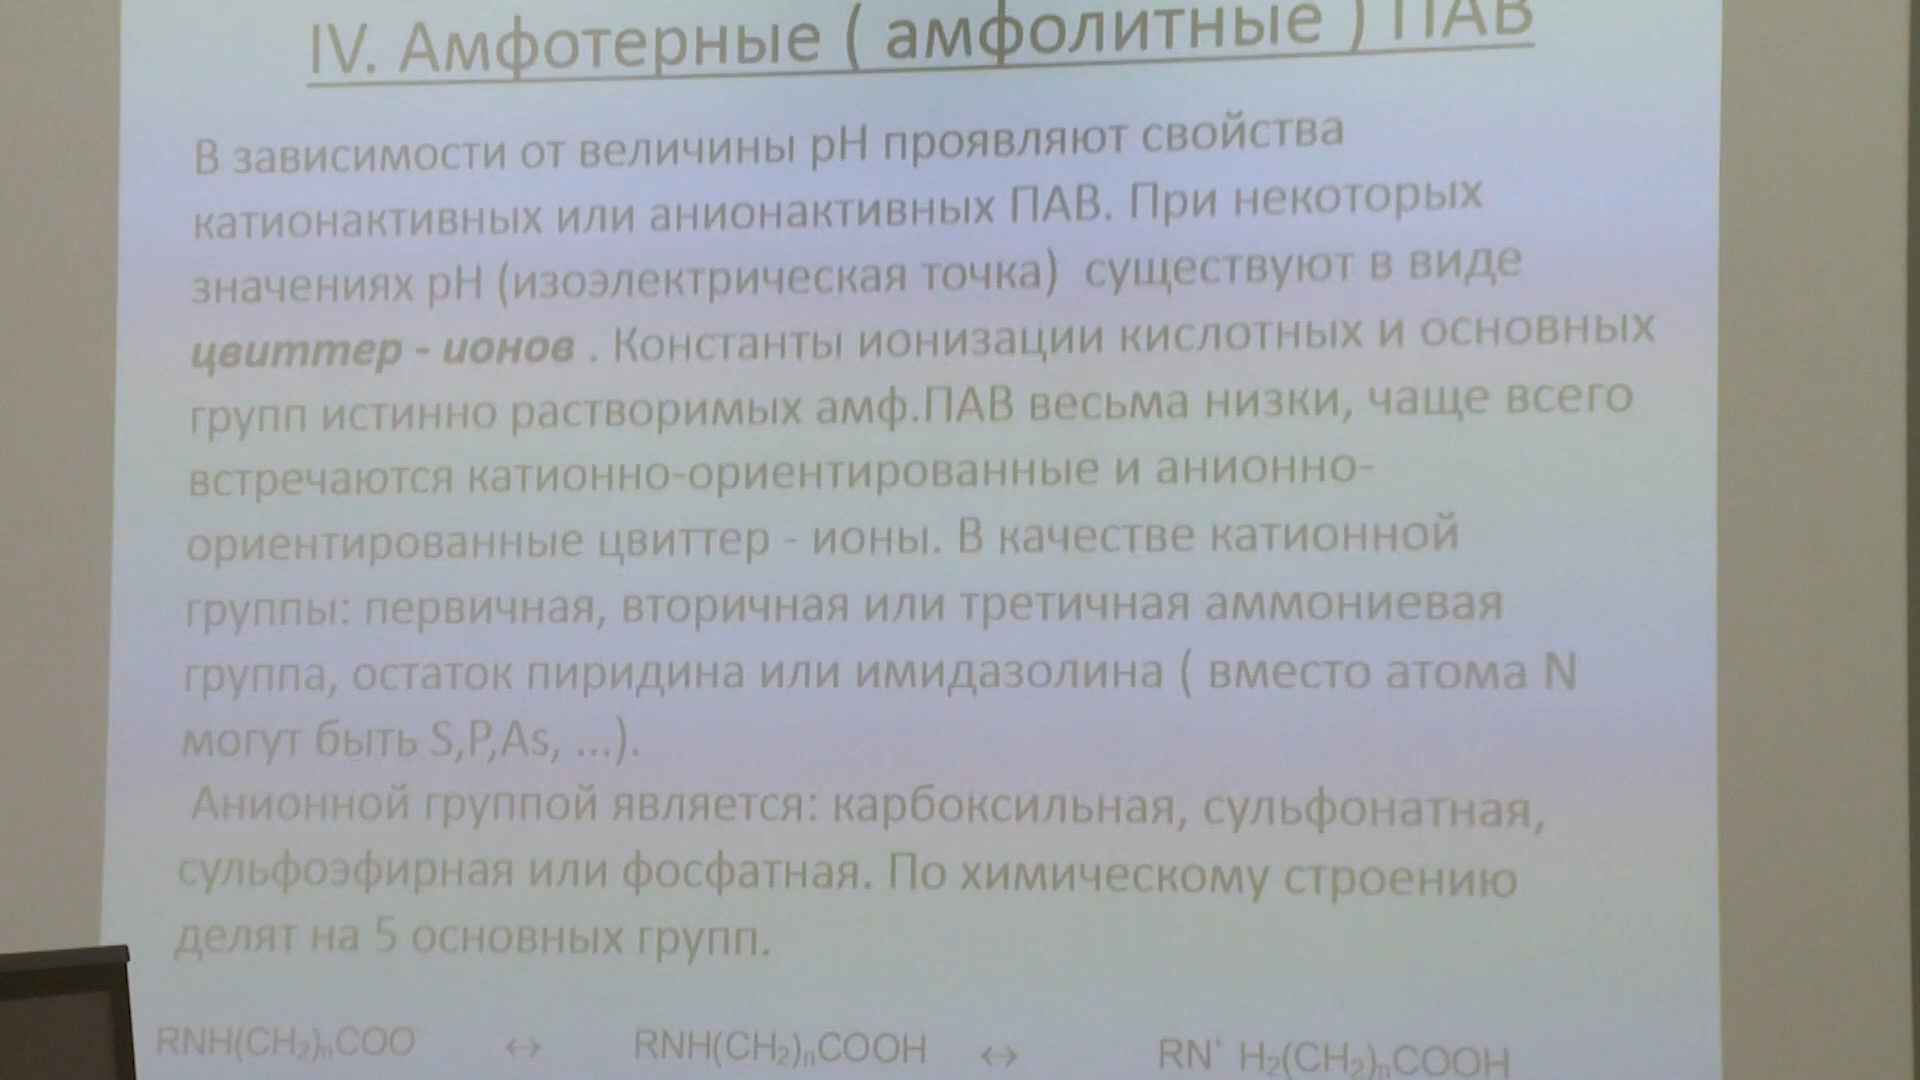 IV. Амфотерные ( амфолитные ) ПАВ
В зависимости от величины pH проявляют свойства
катионактивных или анионактивных ПАВ. При некоторых
значениях pH (изоэлектрическая точка) существуют в виде
цвиттер - ионов . Константы ионизации кислотных и основных
групп истинно растворимых амф.ПАВ весьма низки, чаще всего
встречаются катионно-ориентированные и анионно-
ориентированные цвиттер - ионы. В качестве катионной
группы: первичная, вторичная или третичная аммониевая
группа, остаток пиридина или имидазолина ( вместо атома N
могут быть S,P,As, ...).
Анионной группой является: карбоксильная, сульфонатная,
сульфоэфирная или фосфатная. По химическому строению
делят на 5 основных групп.
RNH(CH₂)ₙCOO ↔ RNH(CH₂)ₙCOOH ↔ RN⁺ H₂(CH₂)ₙCOOH